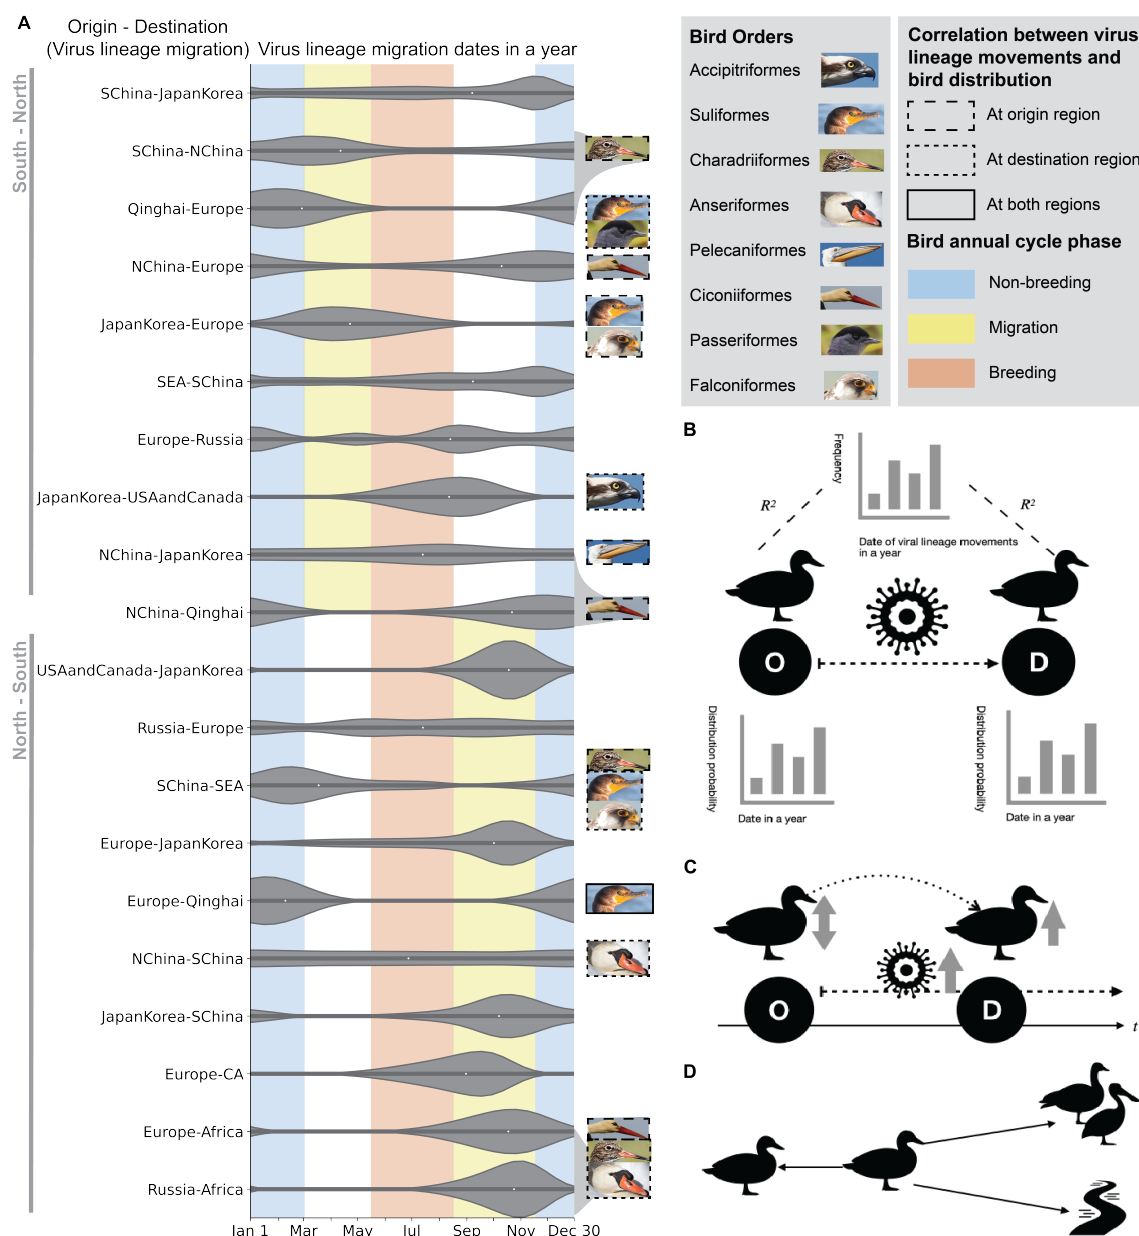 A
Origin - Destination
(Virus lineage migration)
Virus lineage migration dates in a year
South - North
SChina-JapanKorea
SChina-NChina
Qinghai-Europe
NChina-Europe
JapanKorea-Europe
SEA-SChina
Europe-Russia
JapanKorea-USAandCanada
NChina-JapanKorea
NChina-Qinghai
North - South
USAandCanada-JapanKorea
Russia-Europe
SChina-SEA
Europe-JapanKorea
Europe-Qinghai
NChina-SChina
JapanKorea-SChina
Europe-CA
Europe-Africa
Russia-Africa
Jan 1 Mar May Jul Sep Nov Dec 30
Bird Orders
Accipitriformes
Suliformes
Charadriiformes
Anseriformes
Pelecaniformes
Ciconiiformes
Passeriformes
Falconiformes
Correlation between virus
lineage movements and
bird distribution
At origin region
At destination region
At both regions
Bird annual cycle phase
Non-breeding
Migration
Breeding
B
Frequency
Date of viral lineage movements
in a year
R²
R²
O
D
Distribution probability
Date in a year
Distribution probability
Date in a year
C
O
D
t
D